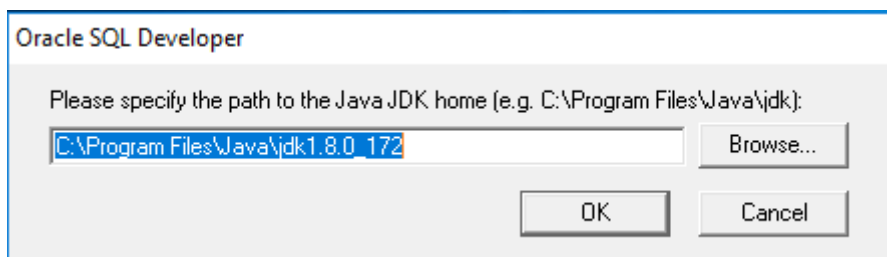 Oracle SQL Developer
Please specify the path to the Java JDK home (e.g. C:\Program Files\Java\jdk):
C:\Program Files\Java\jdk1.8.0_172
Browse...
OK
Cancel